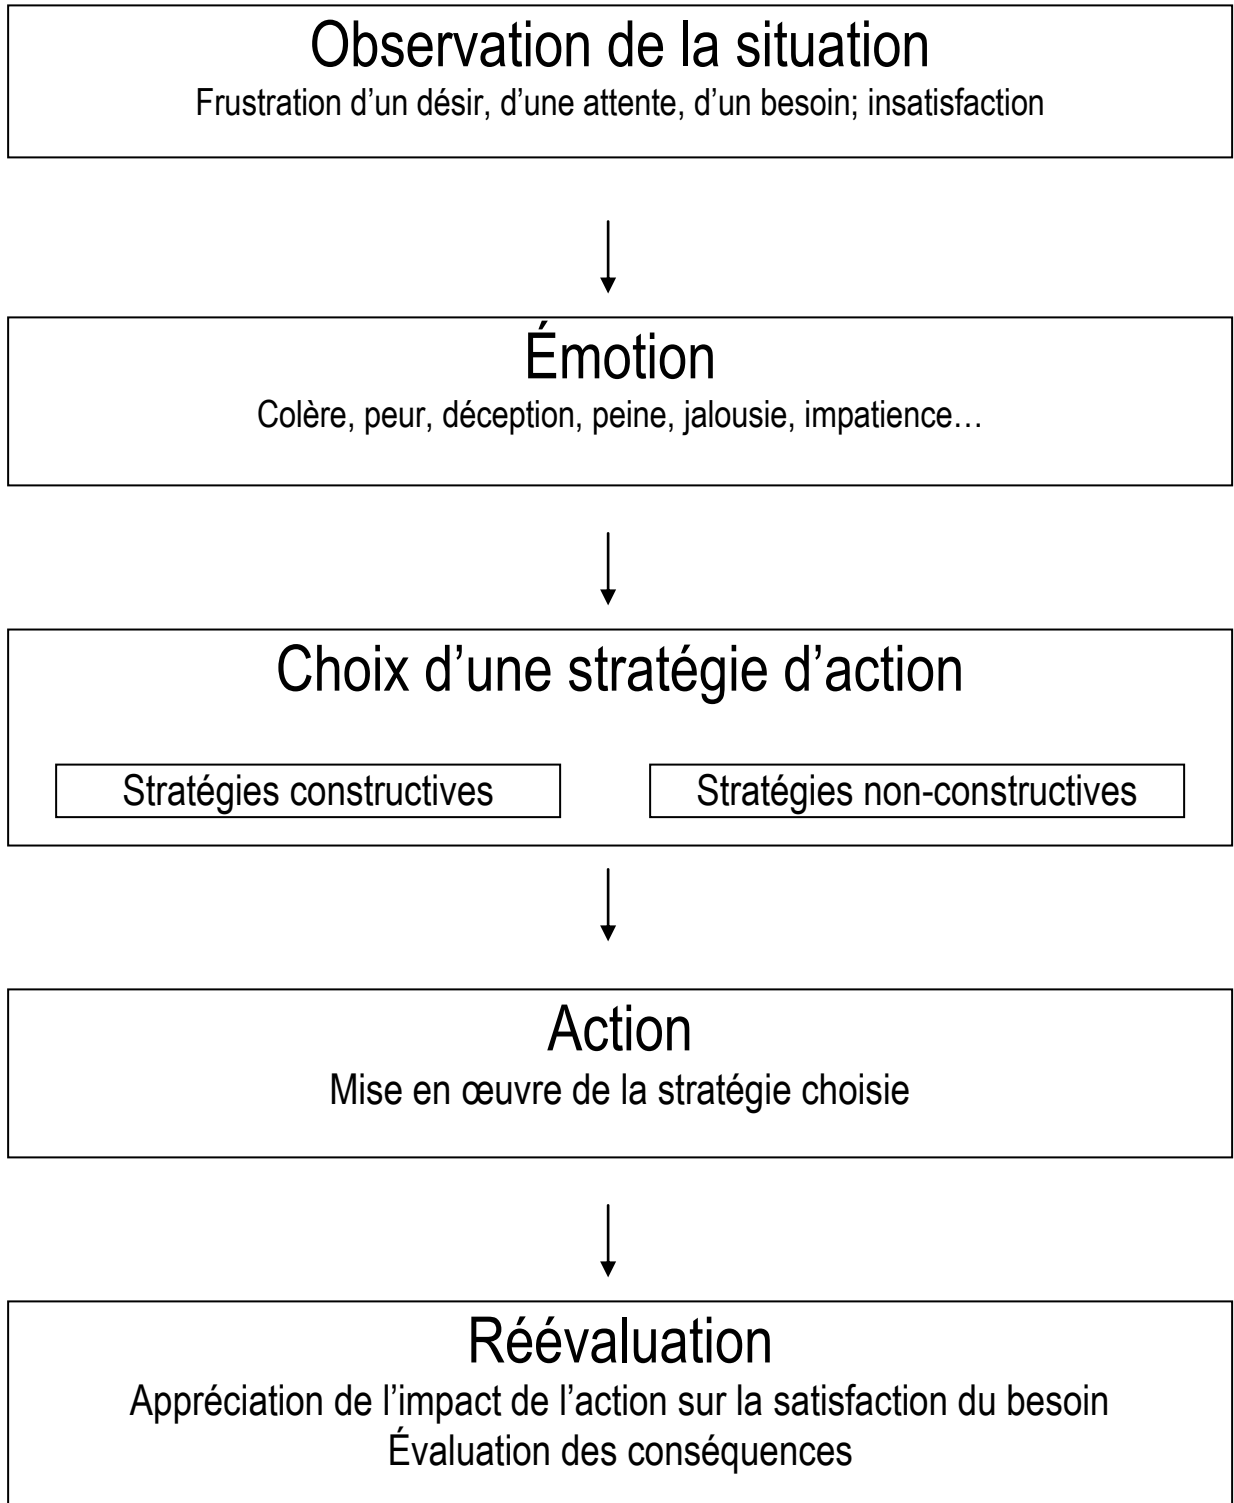 Observation de la situation
Frustration d’un désir, d’une attente, d’un besoin; insatisfaction
Émotion
Colère, peur, déception, peine, jalousie, impatience…
Choix d’une stratégie d’action
Stratégies constructives
Stratégies non-constructives
Action
Mise en œuvre de la stratégie choisie
Réévaluation
Appréciation de l’impact de l’action sur la satisfaction du besoin
Évaluation des conséquences